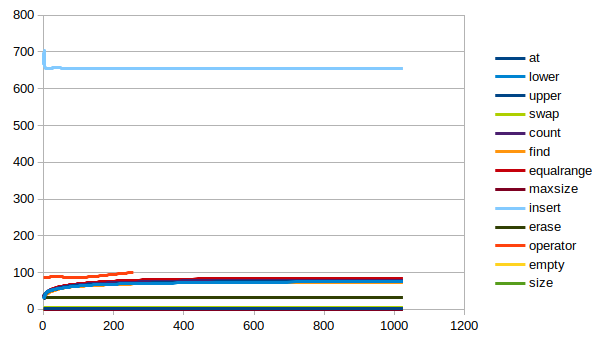 800
700
600
500
400
300
200
100
0
0 200 400 600 800 1000 1200
at
lower
upper
swap
count
find
equalrange
maxsize
insert
erase
operator
empty
size